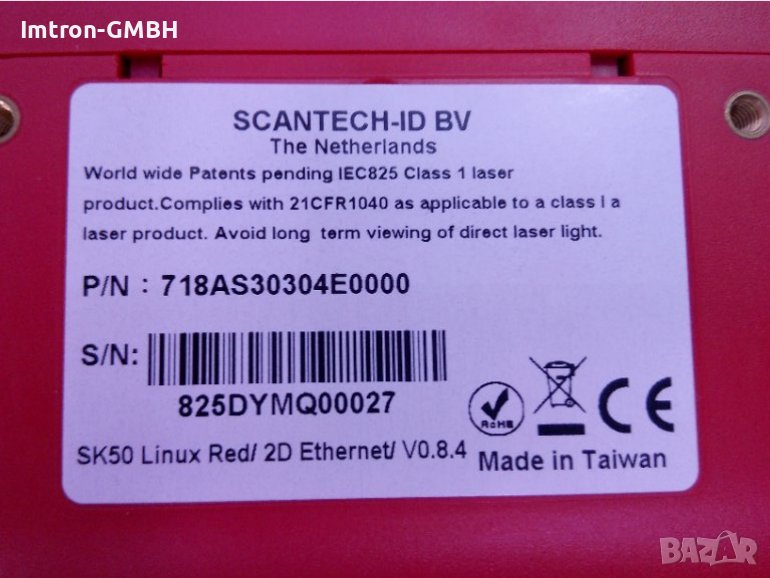 Imtron-GMBH
SCANTECH-ID BV
The Netherlands
World wide Patents pending IEC825 Class 1 laser
product.Complies with 21CFR1040 as applicable to a class I a
laser product. Avoid long term viewing of direct laser light.
P/N : 718AS30304E0000
S/N:
825DYMQ00027
RoHE
CE
SK50 Linux Red/ 2D Ethernet/ V0.8.4
Made in Taiwan
BAZAR